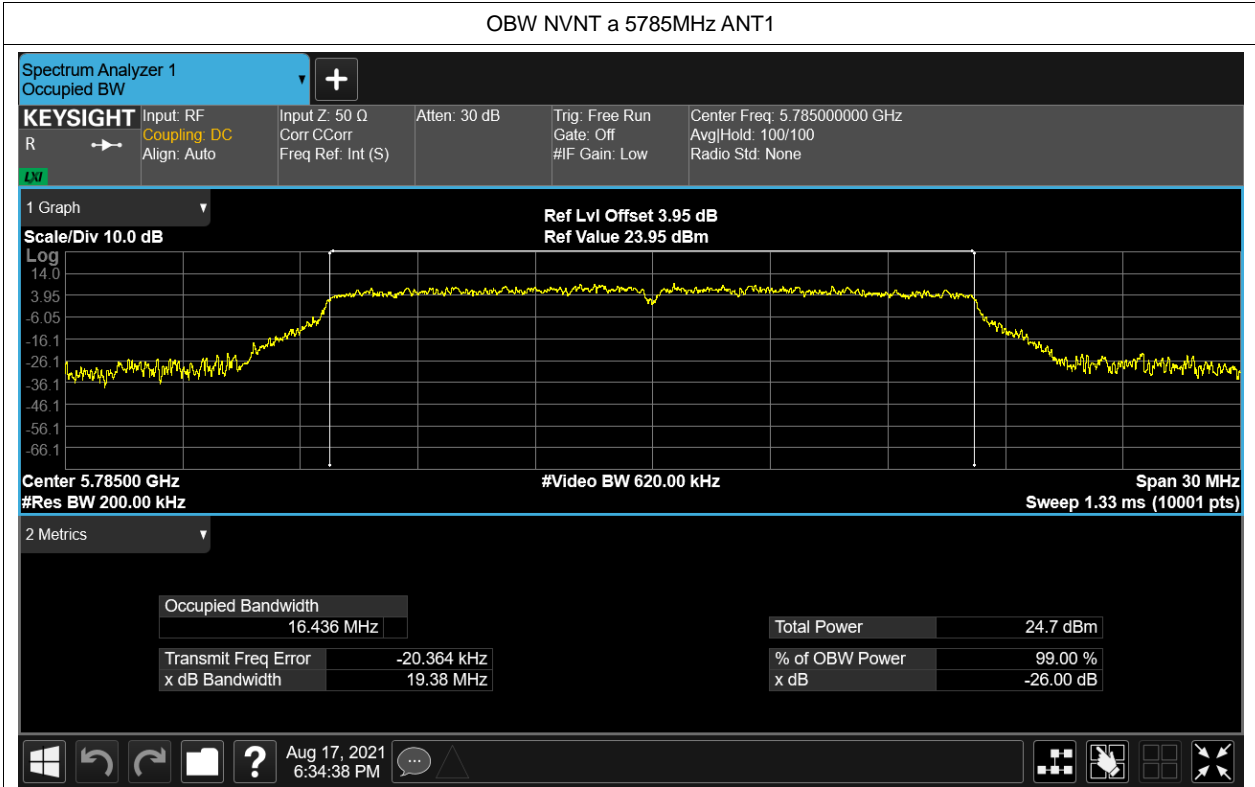 OBW NVNT a 5785MHz ANT1
Spectrum Analyzer 1
Occupied BW
KEYSIGHT
R
LXI
Input: RF
Coupling: DC
Align: Auto
Input Z: 50 Ω
Corr CCorr
Freq Ref: Int (S)
Atten: 30 dB
Trig: Free Run
Gate: Off
#IF Gain: Low
Center Freq: 5.785000000 GHz
Avg|Hold: 100/100
Radio Std: None
1 Graph
Scale/Div 10.0 dB
Ref Lvl Offset 3.95 dB
Ref Value 23.95 dBm
Log
14.0
3.95
-6.05
-16.1
-26.1
-36.1
-46.1
-56.1
-66.1
Center 5.78500 GHz
#Res BW 200.00 kHz
#Video BW 620.00 kHz
Span 30 MHz
Sweep 1.33 ms (10001 pts)
2 Metrics
Occupied Bandwidth
16.436 MHz
Transmit Freq Error -20.364 kHz
x dB Bandwidth 19.38 MHz
Total Power 24.7 dBm
% of OBW Power 99.00 %
x dB -26.00 dB
?
Aug 17, 2021
6:34:38 PM